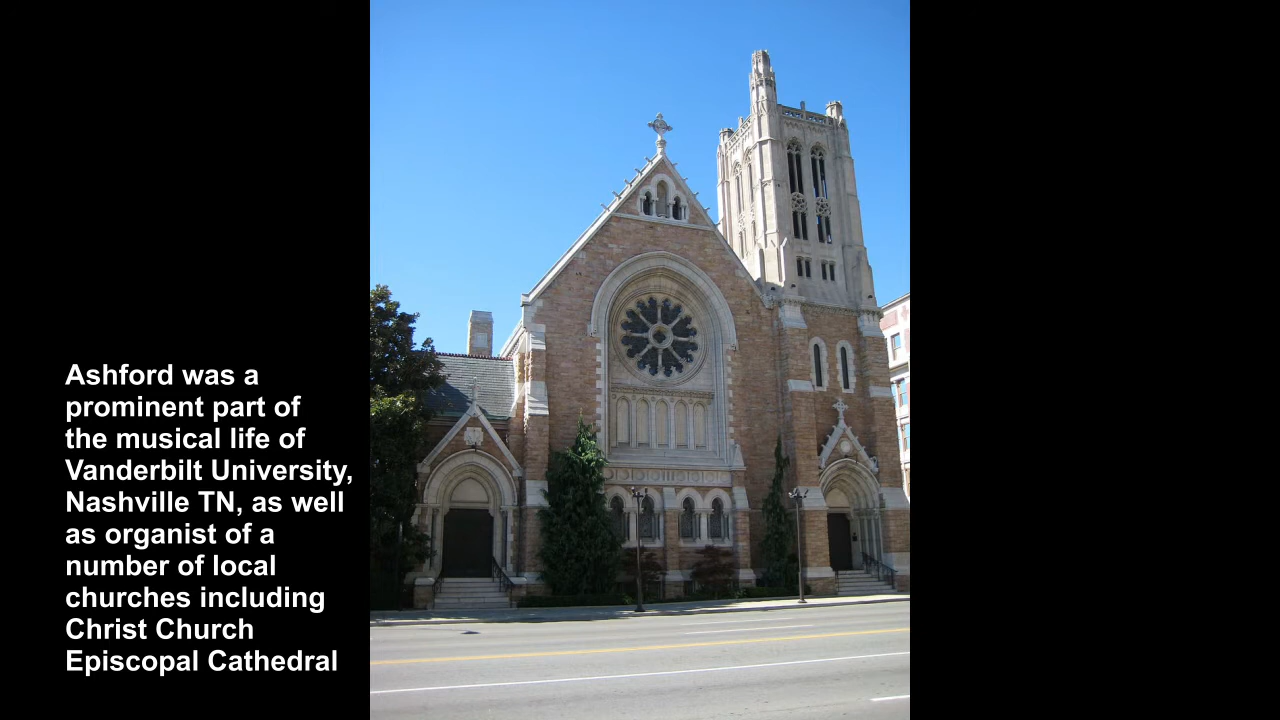 Ashford was a
prominent part of
the musical life of
Vanderbilt University,
Nashville TN, as well
as organist of a
number of local
churches including
Christ Church
Episcopal Cathedral